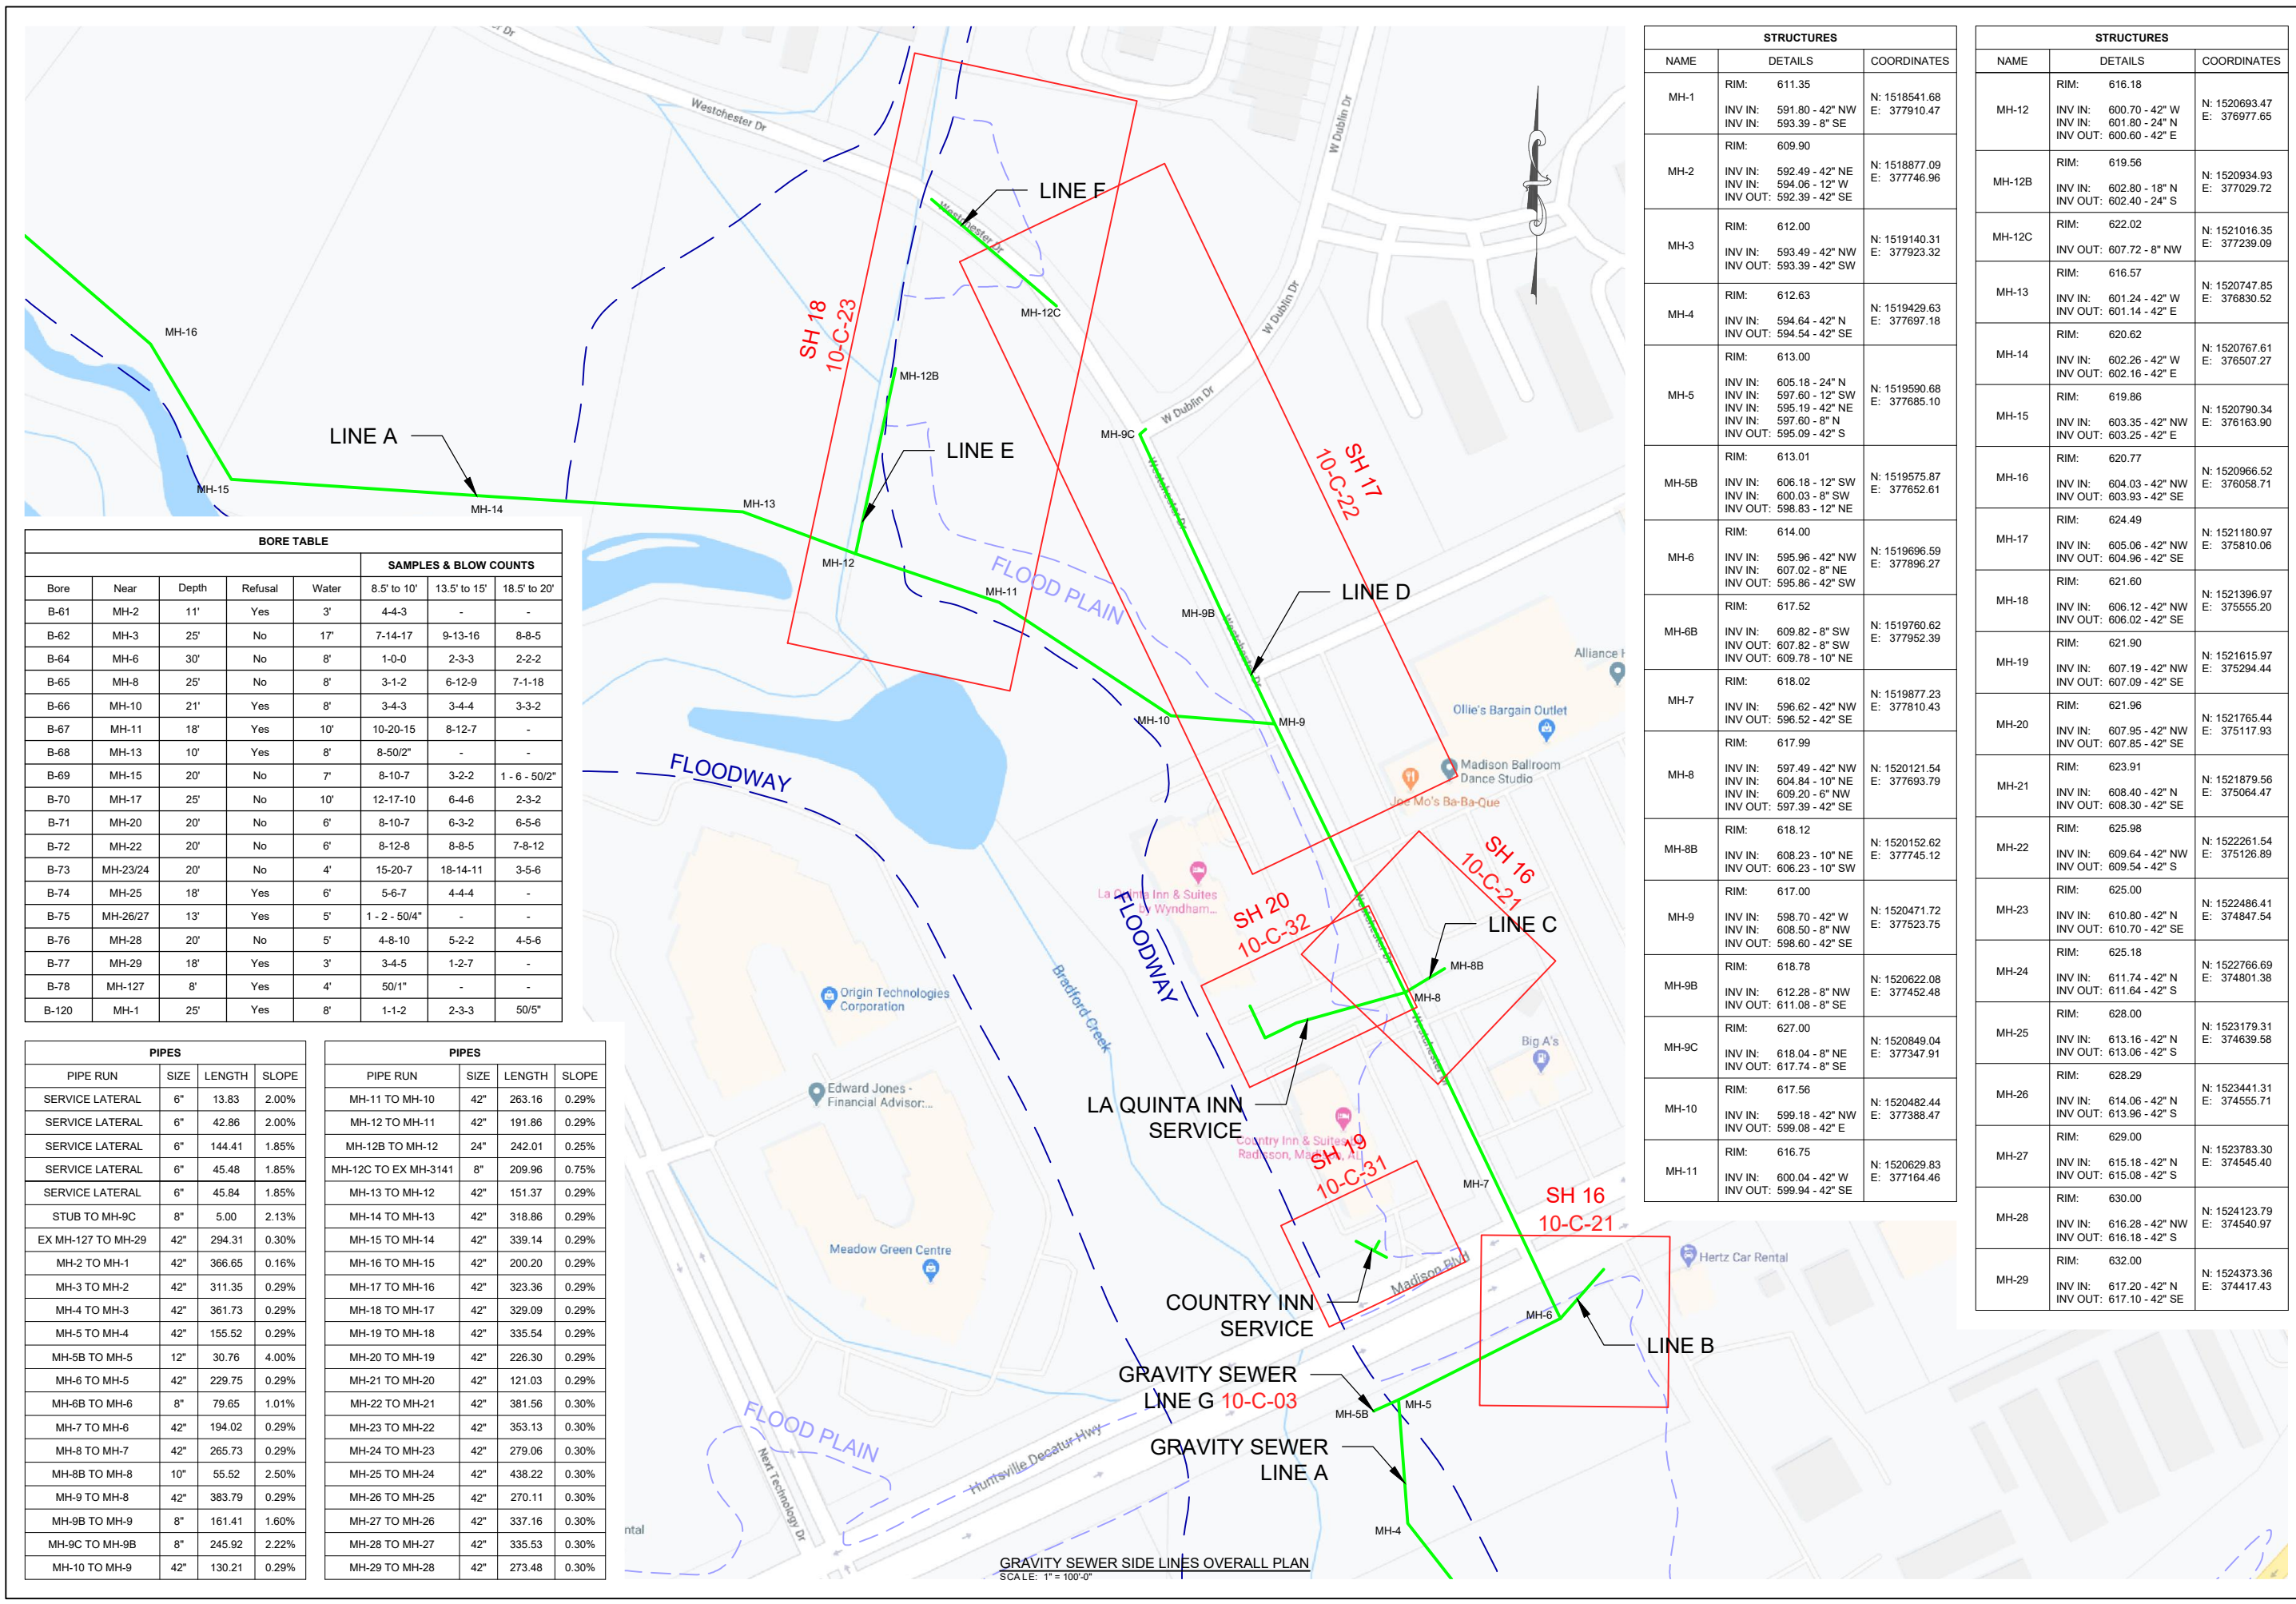 LINE F
LINE A
LINE E
LINE D
LINE C
LINE B
LA QUINTA INN
SERVICE
COUNTRY INN
SERVICE
GRAVITY SEWER
LINE G 10-C-03
GRAVITY SEWER
LINE A
SH 18
10-C-23
SH 17
10-C-22
SH 16
10-C-21
SH 20
10-C-32
SH 19
10-C-31
SH 16
10-C-21
FLOOD PLAIN
FLOODWAY
FLOODWAY
FLOOD PLAIN
MH-16
MH-15
MH-14
MH-13
MH-12
MH-12B
MH-12C
MH-11
MH-10
MH-9
MH-9B
MH-9C
MH-8B
MH-8
MH-7
MH-6
MH-5
MH-5B
MH-4
Westchester Dr
Westchester Dr
Westchester Dr
Westchester Dr
Westchester Dr
Westchester Dr
W Dublin Dr
W Dublin Dr
W Dublin Dr
Alliance
Ollie's Bargain Outlet
Madison Ballroom
Dance Studio
Joe Mo's Ba-Ba-Que
La Quinta Inn & Suites
by Wyndham...
Origin Technologies
Corporation
Edward Jones -
Financial Advisor:...
Meadow Green Centre
Bradford Creek
Big A's
Country Inn & Suites by
Radisson, Madison, AL
Madison Blvd
Hertz Car Rental
Huntsville Decatur Hwy
Next Technology Dr
ntal
GRAVITY SEWER SIDE LINES OVERALL PLAN
SCALE: 1" = 100'-0"
BORE TABLE
SAMPLES & BLOW COUNTS
Bore Near Depth Refusal Water 8.5' to 10' 13.5' to 15' 18.5' to 20'
B-61 MH-2 11' Yes 3' 4-4-3 - -
B-62 MH-3 25' No 17' 7-14-17 9-13-16 8-8-5
B-64 MH-6 30' No 8' 1-0-0 2-3-3 2-2-2
B-65 MH-8 25' No 8' 3-1-2 6-12-9 7-1-18
B-66 MH-10 21' Yes 8' 3-4-3 3-4-4 3-3-2
B-67 MH-11 18' Yes 10' 10-20-15 8-12-7 -
B-68 MH-13 10' Yes 8' 8-50/2" - -
B-69 MH-15 20' No 7' 8-10-7 3-2-2 1 - 6 - 50/2"
B-70 MH-17 25' No 10' 12-17-10 6-4-6 2-3-2
B-71 MH-20 20' No 6' 8-10-7 6-3-2 6-5-6
B-72 MH-22 20' No 6' 8-12-8 8-8-5 7-8-12
B-73 MH-23/24 20' No 4' 15-20-7 18-14-11 3-5-6
B-74 MH-25 18' Yes 6' 5-6-7 4-4-4 -
B-75 MH-26/27 13' Yes 5' 1 - 2 - 50/4" - -
B-76 MH-28 20' No 5' 4-8-10 5-2-2 4-5-6
B-77 MH-29 18' Yes 3' 3-4-5 1-2-7 -
B-78 MH-127 8' Yes 4' 50/1" - -
B-120 MH-1 25' Yes 8' 1-1-2 2-3-3 50/5"
PIPES
PIPE RUN SIZE LENGTH SLOPE
SERVICE LATERAL 6" 13.83 2.00%
SERVICE LATERAL 6" 42.86 2.00%
SERVICE LATERAL 6" 144.41 1.85%
SERVICE LATERAL 6" 45.48 1.85%
SERVICE LATERAL 6" 45.84 1.85%
STUB TO MH-9C 8" 5.00 2.13%
EX MH-127 TO MH-29 42" 294.31 0.30%
MH-2 TO MH-1 42" 366.65 0.16%
MH-3 TO MH-2 42" 311.35 0.29%
MH-4 TO MH-3 42" 361.73 0.29%
MH-5 TO MH-4 42" 155.52 0.29%
MH-5B TO MH-5 12" 30.76 4.00%
MH-6 TO MH-5 42" 229.75 0.29%
MH-6B TO MH-6 8" 79.65 1.01%
MH-7 TO MH-6 42" 194.02 0.29%
MH-8 TO MH-7 42" 265.73 0.29%
MH-8B TO MH-8 10" 55.52 2.50%
MH-9 TO MH-8 42" 383.79 0.29%
MH-9B TO MH-9 8" 161.41 1.60%
MH-9C TO MH-9B 8" 245.92 2.22%
MH-10 TO MH-9 42" 130.21 0.29%
PIPES
PIPE RUN SIZE LENGTH SLOPE
MH-11 TO MH-10 42" 263.16 0.29%
MH-12 TO MH-11 42" 191.86 0.29%
MH-12B TO MH-12 24" 242.01 0.25%
MH-12C TO EX MH-3141 8" 209.96 0.75%
MH-13 TO MH-12 42" 151.37 0.29%
MH-14 TO MH-13 42" 318.86 0.29%
MH-15 TO MH-14 42" 339.14 0.29%
MH-16 TO MH-15 42" 200.20 0.29%
MH-17 TO MH-16 42" 323.36 0.29%
MH-18 TO MH-17 42" 329.09 0.29%
MH-19 TO MH-18 42" 335.54 0.29%
MH-20 TO MH-19 42" 226.30 0.29%
MH-21 TO MH-20 42" 121.03 0.29%
MH-22 TO MH-21 42" 381.56 0.30%
MH-23 TO MH-22 42" 353.13 0.30%
MH-24 TO MH-23 42" 279.06 0.30%
MH-25 TO MH-24 42" 438.22 0.30%
MH-26 TO MH-25 42" 270.11 0.30%
MH-27 TO MH-26 42" 337.16 0.30%
MH-28 TO MH-27 42" 335.53 0.30%
MH-29 TO MH-28 42" 273.48 0.30%
STRUCTURES
NAME DETAILS COORDINATES
MH-1 RIM: 611.35
INV IN: 591.80 - 42" NW N: 1518541.68
INV IN: 593.39 - 8" SE E: 377910.47
MH-2 RIM: 609.90
INV IN: 592.49 - 42" NE N: 1518877.09
INV IN: 594.06 - 12" W E: 377746.96
INV OUT: 592.39 - 42" SE
MH-3 RIM: 612.00
INV IN: 593.49 - 42" NW N: 1519140.31
INV OUT: 593.39 - 42" SW E: 377923.32
MH-4 RIM: 612.63
INV IN: 594.64 - 42" N N: 1519429.63
INV OUT: 594.54 - 42" SE E: 377697.18
MH-5 RIM: 613.00
INV IN: 605.18 - 24" N N: 1519590.68
INV IN: 597.60 - 12" SW E: 377685.10
INV IN: 595.19 - 42" NE
INV IN: 597.60 - 8" N
INV OUT: 595.09 - 42" S
MH-5B RIM: 613.01
INV IN: 606.18 - 12" SW N: 1519575.87
INV IN: 600.03 - 8" SW E: 377652.61
INV OUT: 598.83 - 12" NE
MH-6 RIM: 614.00
INV IN: 595.96 - 42" NW N: 1519696.59
INV IN: 607.02 - 8" NE E: 377896.27
INV OUT: 595.86 - 42" SW
MH-6B RIM: 617.52
INV IN: 609.82 - 8" SW N: 1519760.62
INV OUT: 607.82 - 8" SW E: 377952.39
INV OUT: 609.78 - 10" NE
MH-7 RIM: 618.02
INV IN: 596.62 - 42" NW N: 1519877.23
INV OUT: 596.52 - 42" SE E: 377810.43
MH-8 RIM: 617.99
INV IN: 597.49 - 42" NW N: 1520121.54
INV IN: 604.84 - 10" NE E: 377693.79
INV IN: 609.20 - 6" NW
INV OUT: 597.39 - 42" SE
MH-8B RIM: 618.12
INV IN: 608.23 - 10" NE N: 1520152.62
INV OUT: 606.23 - 10" SW E: 377745.12
MH-9 RIM: 617.00
INV IN: 598.70 - 42" W N: 1520471.72
INV IN: 608.50 - 8" NW E: 377523.75
INV OUT: 598.60 - 42" SE
MH-9B RIM: 618.78
INV IN: 612.28 - 8" NW N: 1520622.08
INV OUT: 611.08 - 8" SE E: 377452.48
MH-9C RIM: 627.00
INV IN: 618.04 - 8" NE N: 1520849.04
INV OUT: 617.74 - 8" SE E: 377347.91
MH-10 RIM: 617.56
INV IN: 599.18 - 42" NW N: 1520482.44
INV OUT: 599.08 - 42" E E: 377388.47
MH-11 RIM: 616.75
INV IN: 600.04 - 42" W N: 1520629.83
INV OUT: 599.94 - 42" SE E: 377164.46
STRUCTURES
NAME DETAILS COORDINATES
MH-12 RIM: 616.18
INV IN: 600.70 - 42" W N: 1520693.47
INV IN: 601.80 - 24" N E: 376977.65
INV OUT: 600.60 - 42" E
MH-12B RIM: 619.56
INV IN: 602.80 - 18" N N: 1520934.93
INV OUT: 602.40 - 24" S E: 377029.72
MH-12C RIM: 622.02
INV OUT: 607.72 - 8" NW N: 1521016.35
E: 377239.09
MH-13 RIM: 616.57
INV IN: 601.24 - 42" W N: 1520747.85
INV OUT: 601.14 - 42" E E: 376830.52
MH-14 RIM: 620.62
INV IN: 602.26 - 42" W N: 1520767.61
INV OUT: 602.16 - 42" E E: 376507.27
MH-15 RIM: 619.86
INV IN: 603.35 - 42" NW N: 1520790.34
INV OUT: 603.25 - 42" E E: 376163.90
MH-16 RIM: 620.77
INV IN: 604.03 - 42" NW N: 1520966.52
INV OUT: 603.93 - 42" SE E: 376058.71
MH-17 RIM: 624.49
INV IN: 605.06 - 42" NW N: 1521180.97
INV OUT: 604.96 - 42" SE E: 375810.06
MH-18 RIM: 621.60
INV IN: 606.12 - 42" NW N: 1521396.97
INV OUT: 606.02 - 42" SE E: 375555.20
MH-19 RIM: 621.90
INV IN: 607.19 - 42" NW N: 1521615.97
INV OUT: 607.09 - 42" SE E: 375294.44
MH-20 RIM: 621.96
INV IN: 607.95 - 42" NW N: 1521765.44
INV OUT: 607.85 - 42" SE E: 375117.93
MH-21 RIM: 623.91
INV IN: 608.40 - 42" N N: 1521879.56
INV OUT: 608.30 - 42" SE E: 375064.47
MH-22 RIM: 625.98
INV IN: 609.64 - 42" NW N: 1522261.54
INV OUT: 609.54 - 42" S E: 375126.89
MH-23 RIM: 625.00
INV IN: 610.80 - 42" N N: 1522486.41
INV OUT: 610.70 - 42" SE E: 374847.54
MH-24 RIM: 625.18
INV IN: 611.74 - 42" N N: 1522766.69
INV OUT: 611.64 - 42" S E: 374801.38
MH-25 RIM: 628.00
INV IN: 613.16 - 42" N N: 1523179.31
INV OUT: 613.06 - 42" S E: 374639.58
MH-26 RIM: 628.29
INV IN: 614.06 - 42" N N: 1523441.31
INV OUT: 613.96 - 42" S E: 374555.71
MH-27 RIM: 629.00
INV IN: 615.18 - 42" N N: 1523783.30
INV OUT: 615.08 - 42" S E: 374545.40
MH-28 RIM: 630.00
INV IN: 616.28 - 42" NW N: 1524123.79
INV OUT: 616.18 - 42" S E: 374540.97
MH-29 RIM: 632.00
INV IN: 617.20 - 42" N N: 1524373.36
INV OUT: 617.10 - 42" SE E: 374417.43